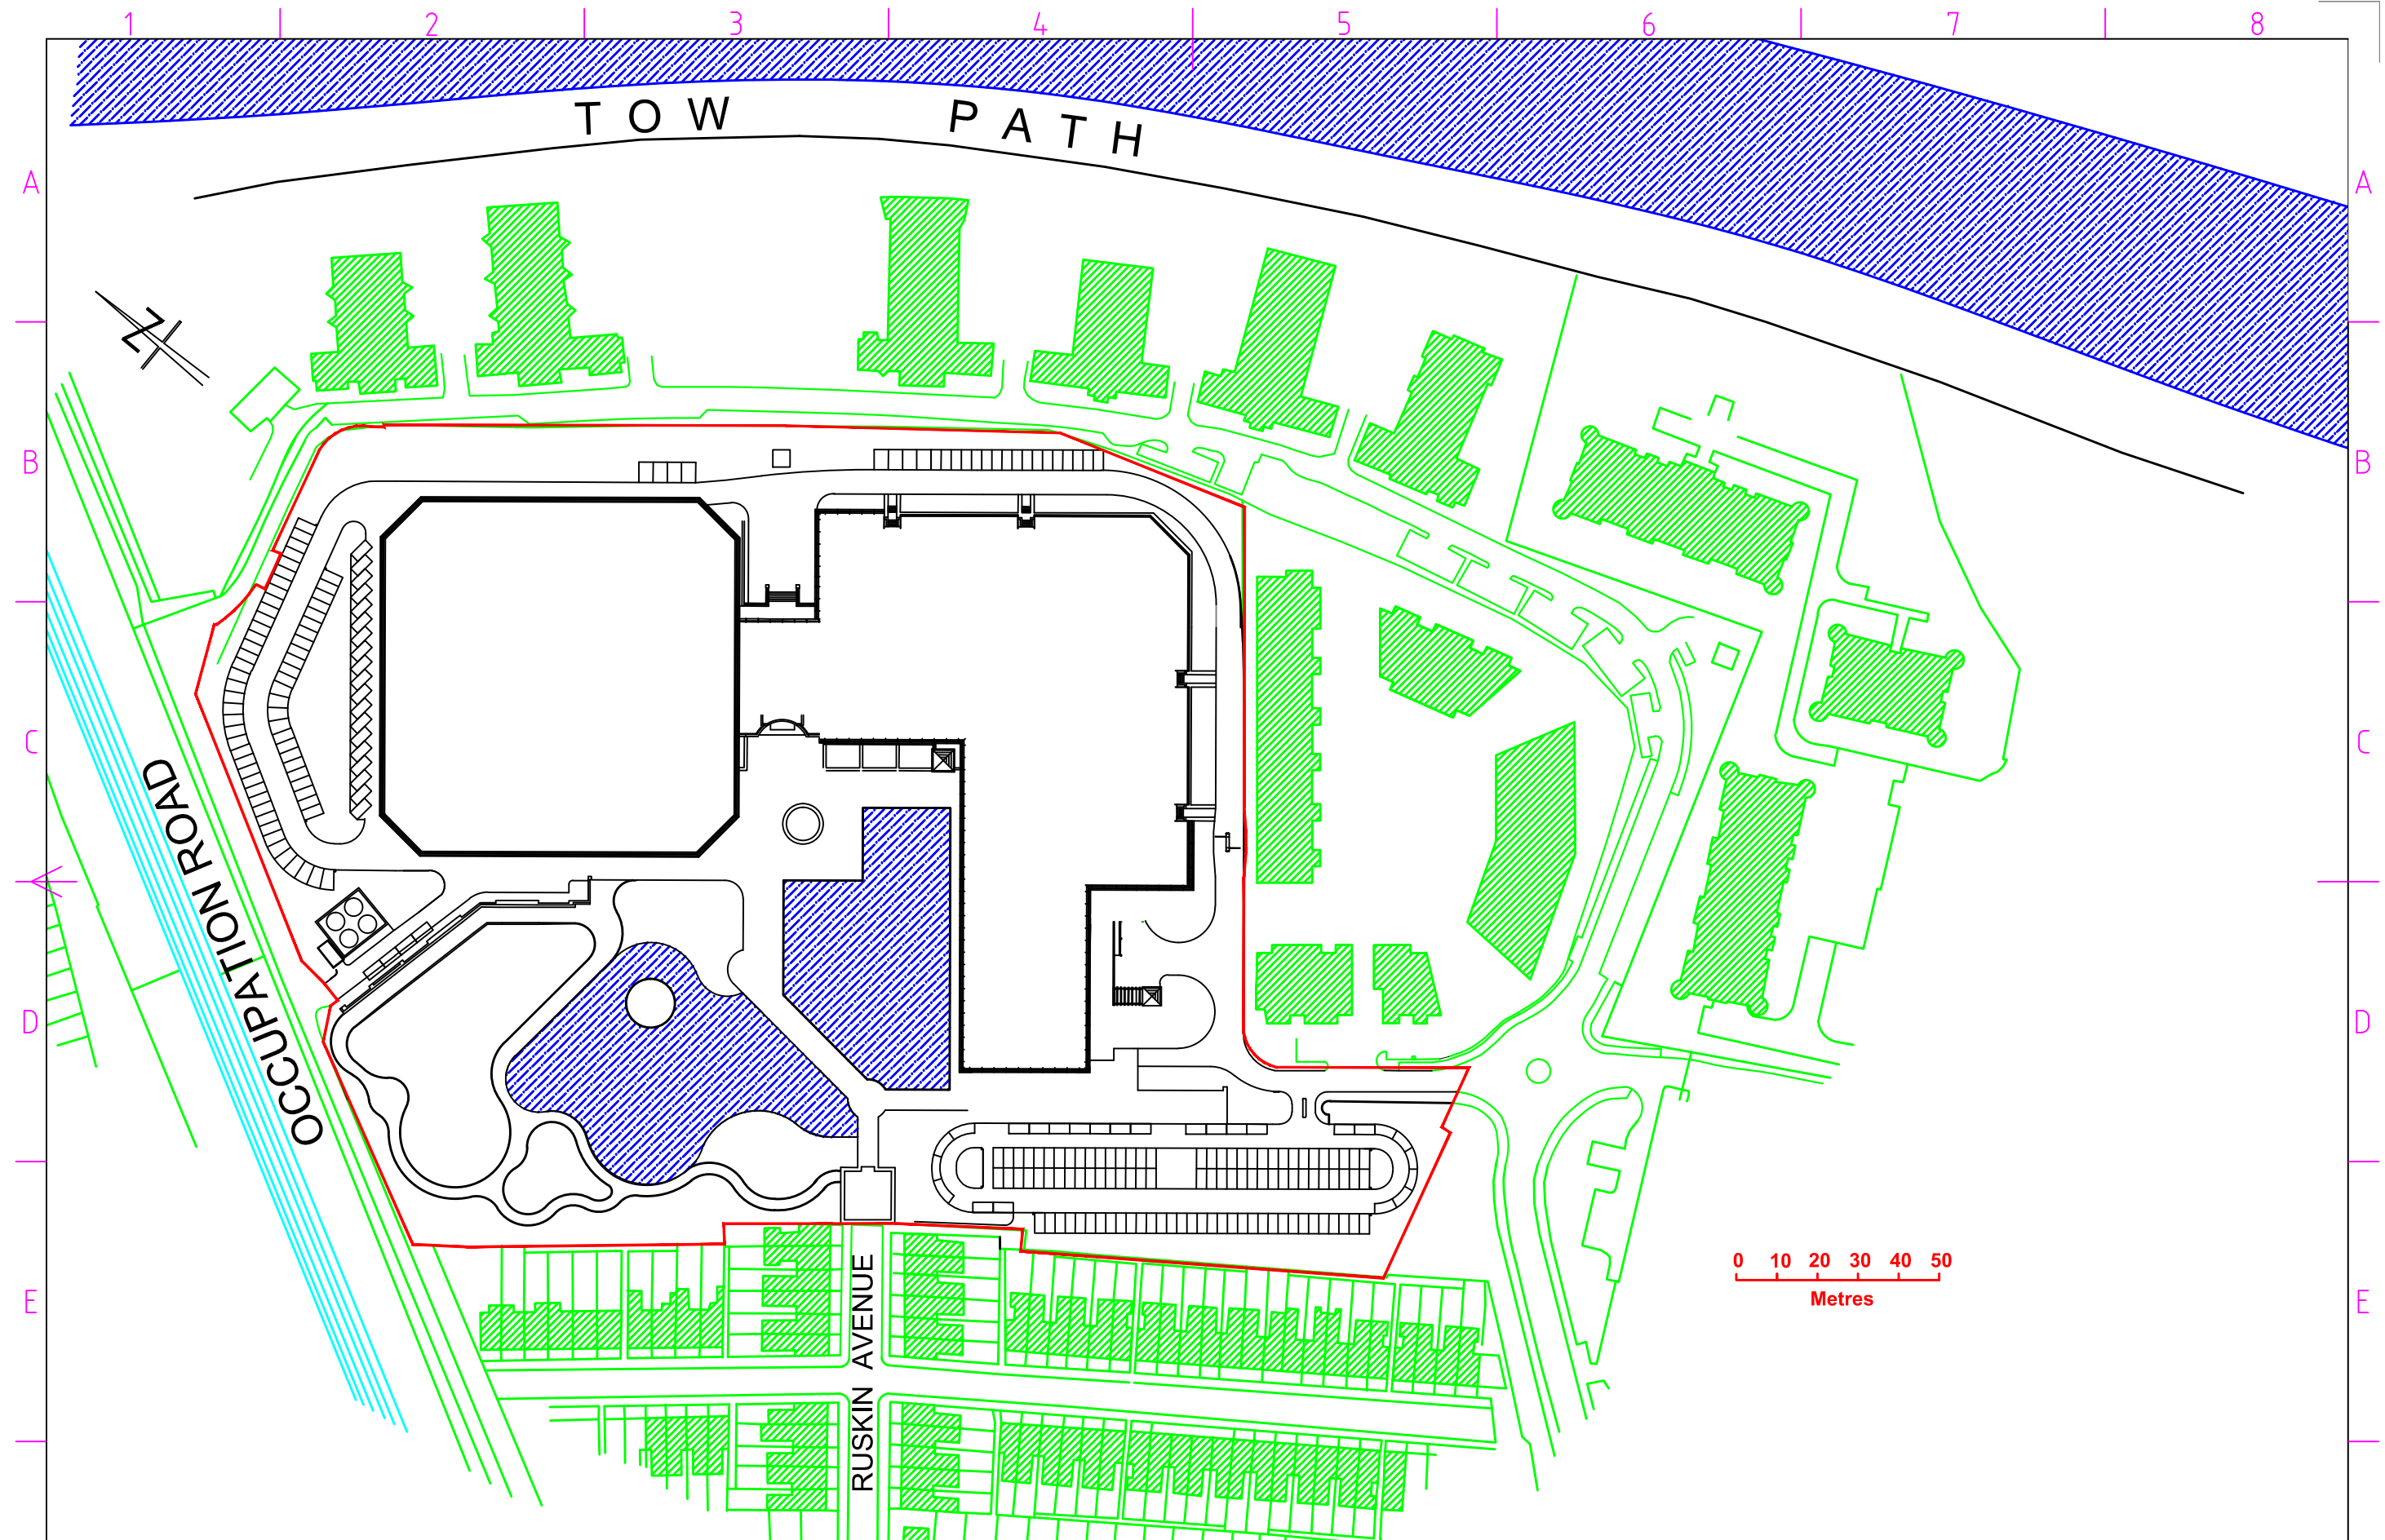 1 2 3 4 5 6 7 8
TOW PATH
A A
N
B B
C C
OCCUPATION ROAD
D D
E E
RUSKIN AVENUE
0 10 20 30 40 50
Metres